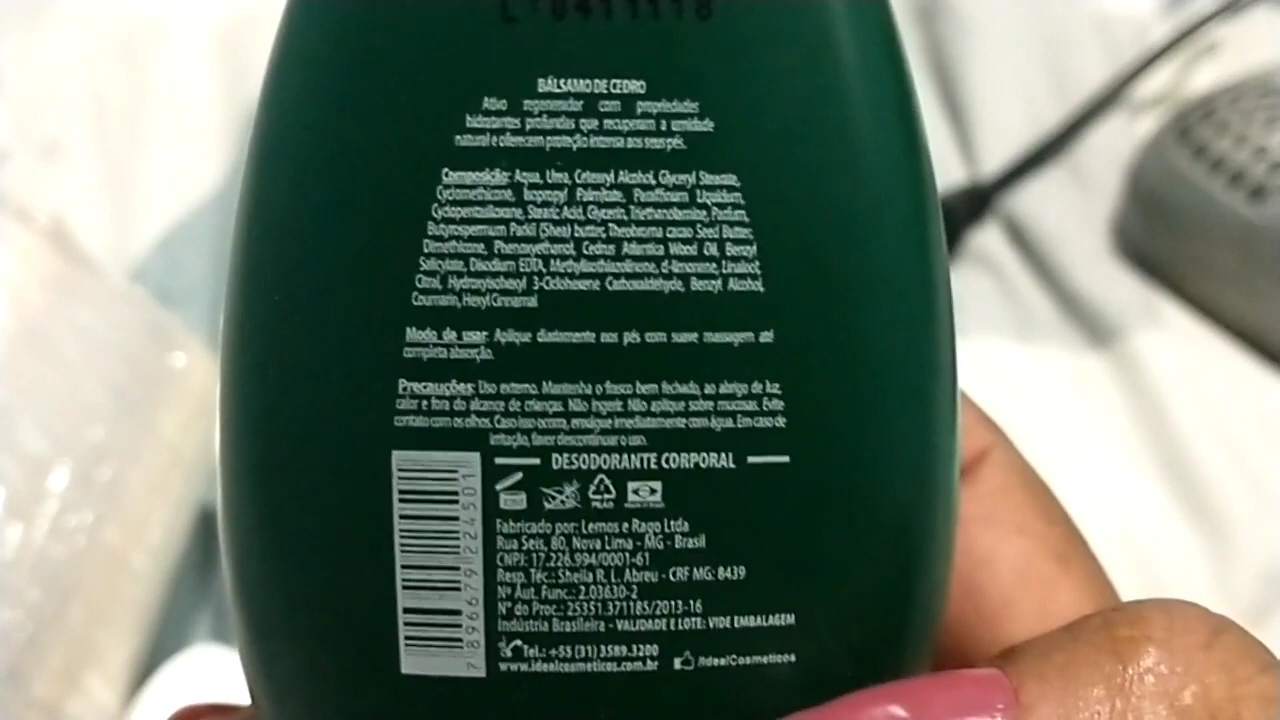 BÁLSAMO DE CEDRO
Ativo regenerador com propriedades
hidratantes profundas que recuperam a umidade
natural e oferecem proteção intensa aos seus pés.
Composição: Aqua, Urea, Cetearyl Alcohol, Glyceryl Stearate,
Cyclomethicone, Isopropyl Palmitate, Paraffinum Liquidum,
Cyclopentasiloxane, Stearic Acid, Glycerin, Triethanolamine, Parfum,
Butyrospermum Parkii (Shea) butter, Theobroma cacao Seed Butter,
Dimethicone, Phenoxyethanol, Cedrus Atlantica Wood Oil, Benzyl
Salicylate, Disodium EDTA, Methylisothiazolinone, d-limonene, Linalool,
Citral, Hydroxyisohexyl 3-Ciclohexene Carboxaldehyde, Benzyl Alcohol,
Coumarin, Hexyl Cinnamal
Modo de usar: Aplique diariamente nos pés com suave massagem até
completa absorção.
Precauções: Uso externo. Mantenha o frasco bem fechado, ao abrigo de luz,
calor e fora do alcance de crianças. Não ingerir. Não aplique sobre mucosas. Evite
contato com os olhos. Caso isso ocorra, enxágue imediatamente com água. Em caso de
irritação, favor descontinuar o uso.
DESODORANTE CORPORAL
Fabricado por: Lemos e Rago Ltda
Rua Seis, 80, Nova Lima - MG - Brasil
CNPJ: 17.226.994/0001-61
Resp. Téc.: Sheila R. L. Abreu - CRF MG: 8439
Nº Aut. Func.: 2.03630-2
N° do Proc.: 25351.371185/2013-16
Indústria Brasileira - VALIDADE E LOTE: VIDE EMBALAGEM
Tel.: +55 (31) 3589.3200
www.idealcosmeticos.com.br /IdealCosmeticos
7 896679 224501